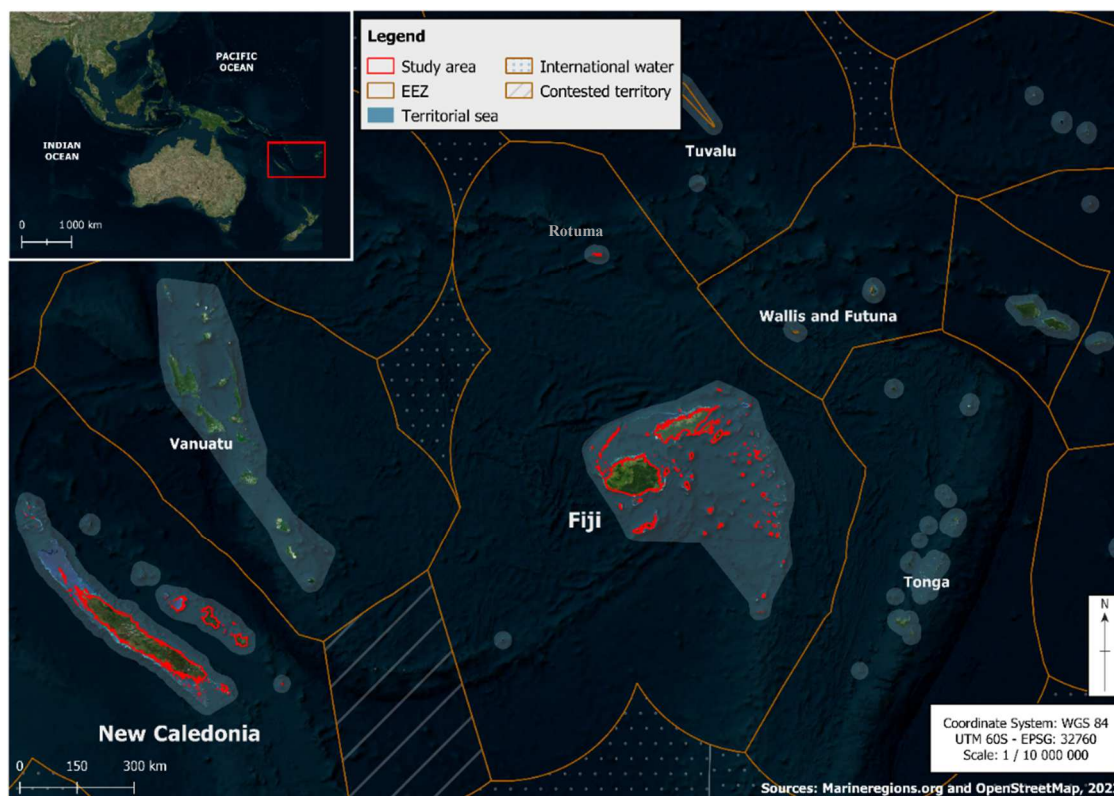 PACIFIC
OCEAN
INDIAN
OCEAN
0 1 000 km
Legend
Study area
EEZ
Territorial sea
International water
Contested territory
Tuvalu
Rotuma
Wallis and Futuna
Vanuatu
Fiji
Tonga
New Caledonia
0 150 300 km
N
Coordinate System: WGS 84
UTM 60S - EPSG: 32760
Scale: 1 / 10 000 000
Sources: Marineregions.org and OpenStreetMap, 202